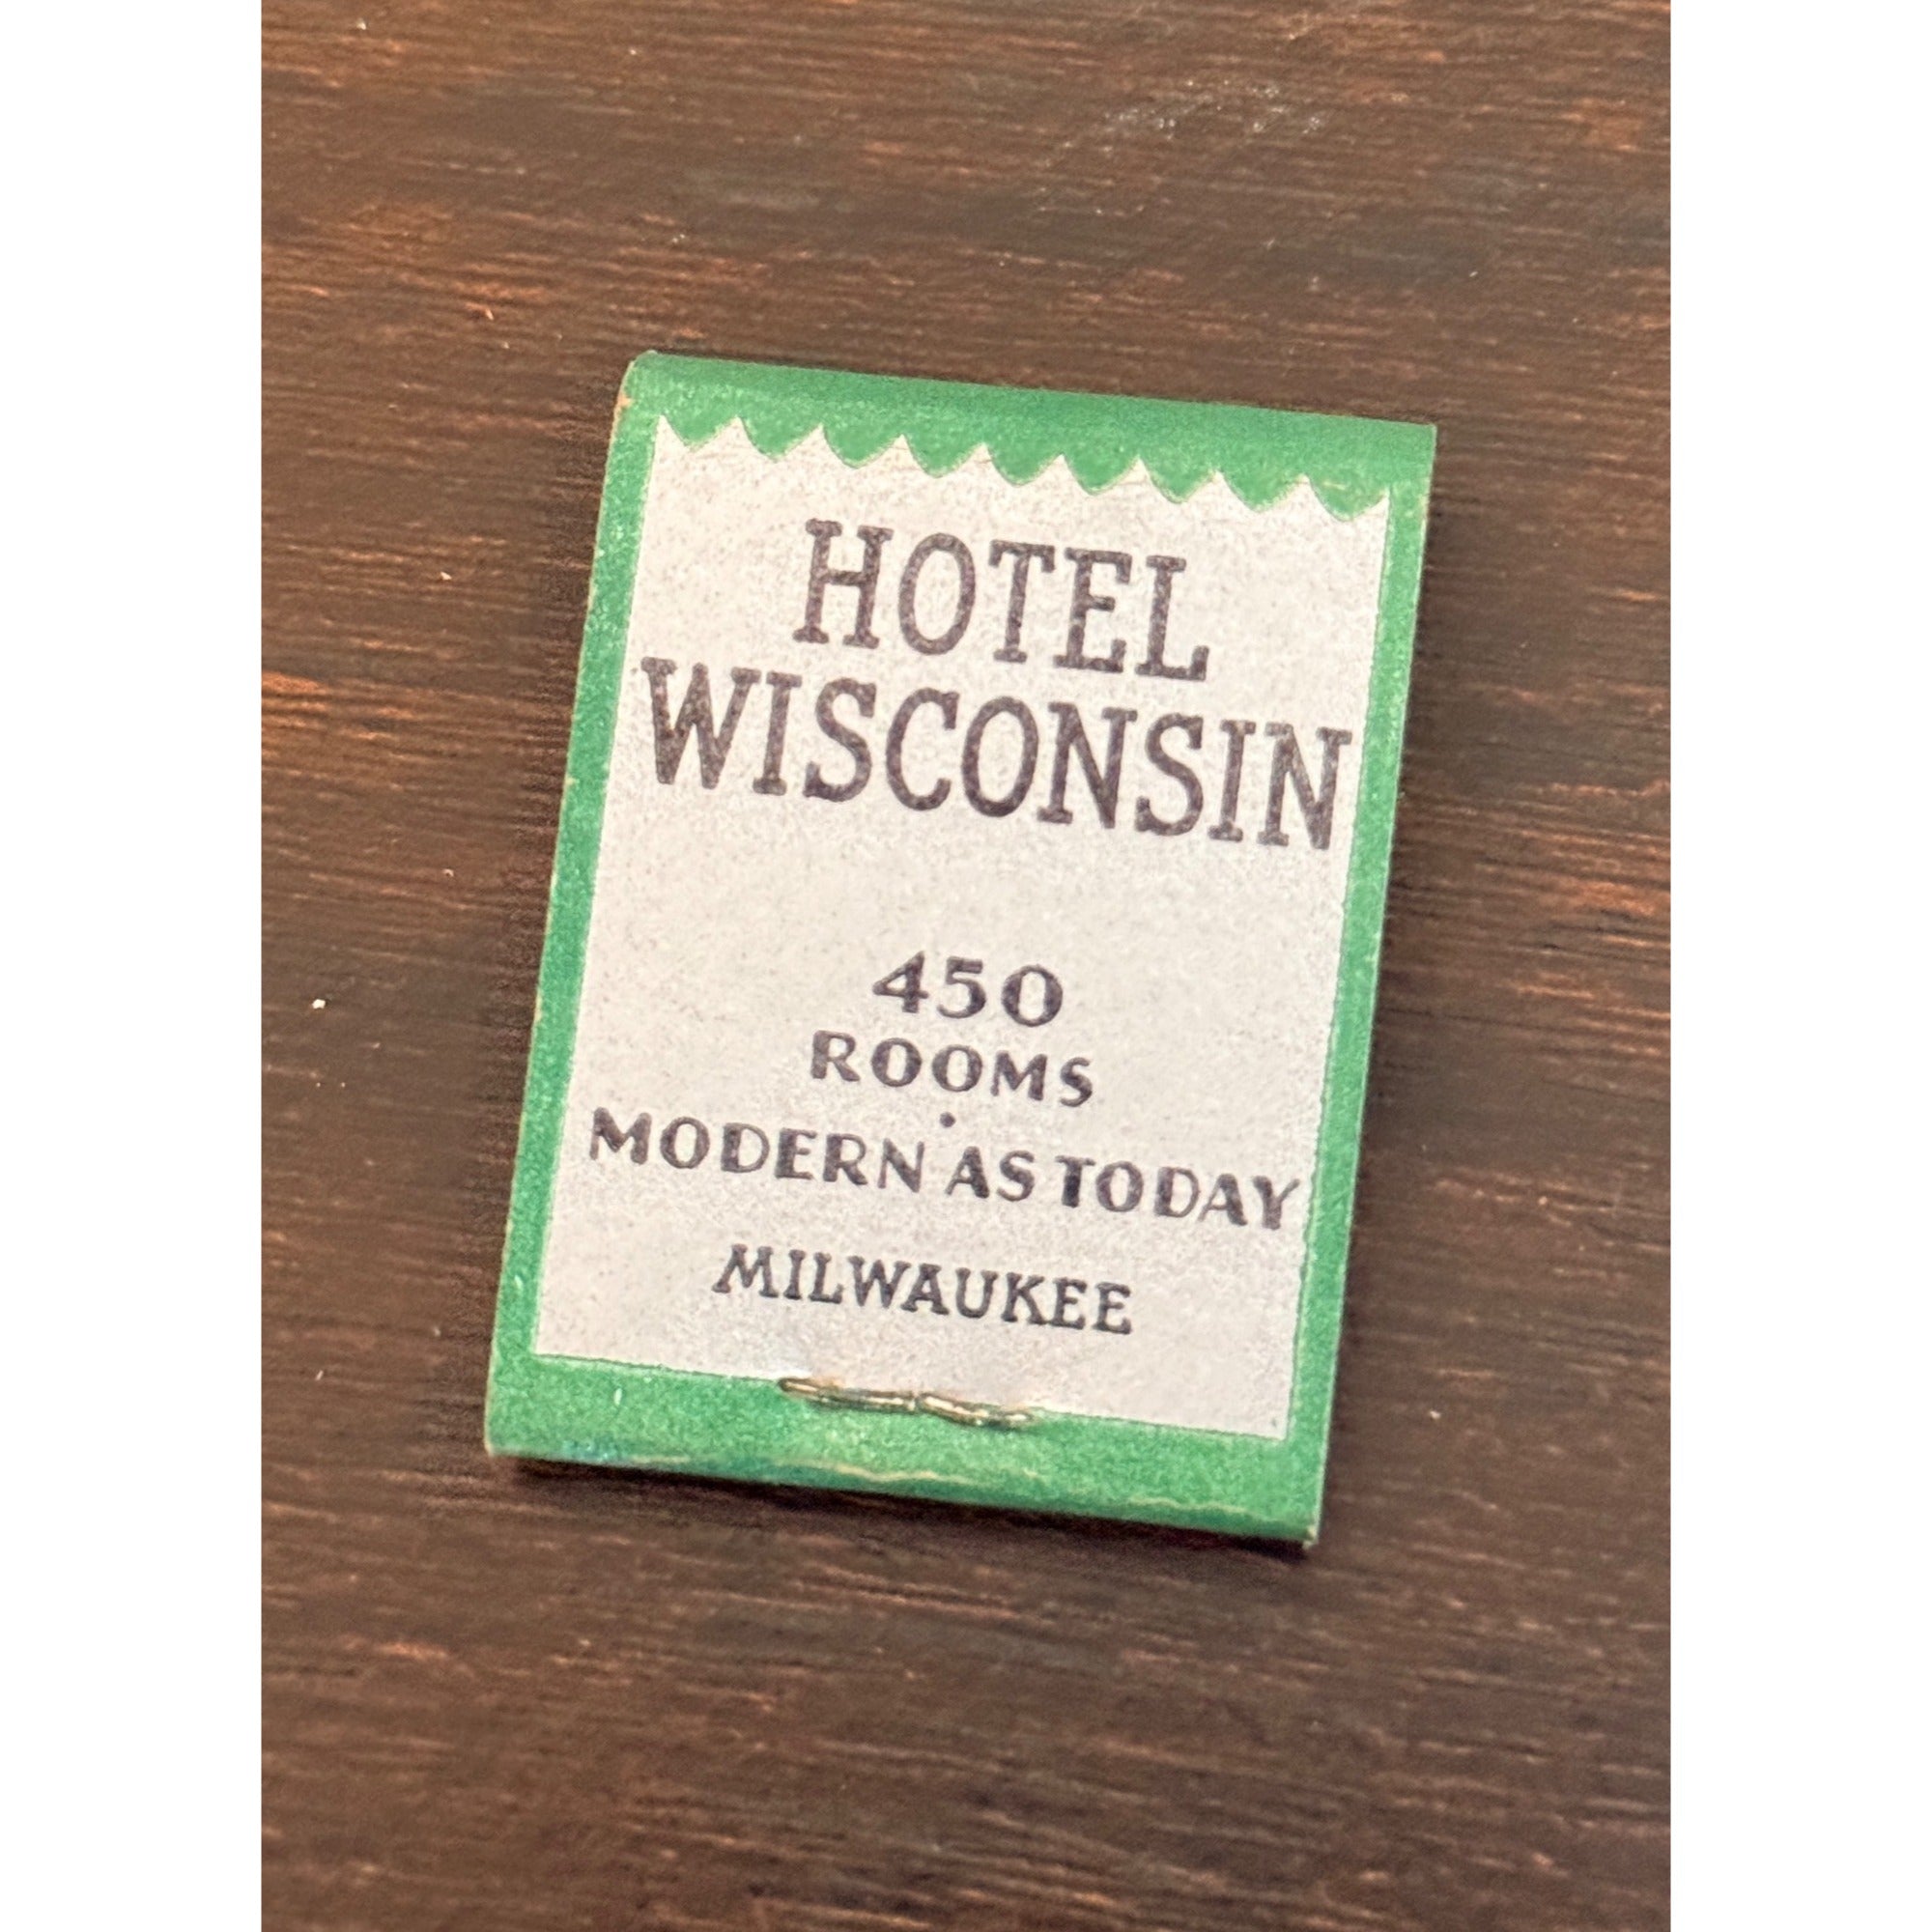 HOTEL
WISCONSIN
450
ROOMS
•
MODERN AS TODAY
MILWAUKEE